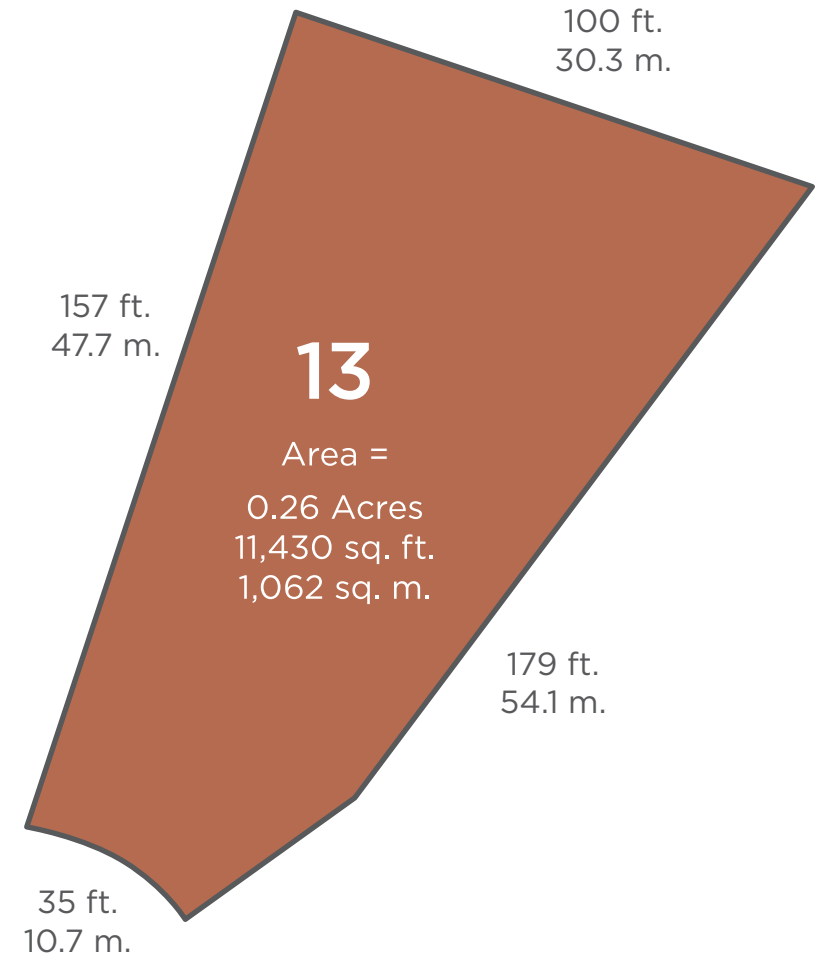 100 ft.
30.3 m.
157 ft.
47.7 m.
13
Area =
0.26 Acres
11,430 sq. ft.
1,062 sq. m.
179 ft.
54.1 m.
35 ft.
10.7 m.